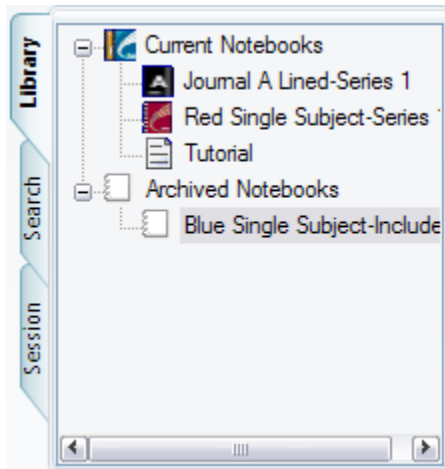 Library
Search
Session
Current Notebooks
Journal A Lined-Series 1
Red Single Subject-Series
Tutorial
Archived Notebooks
Blue Single Subject-Include